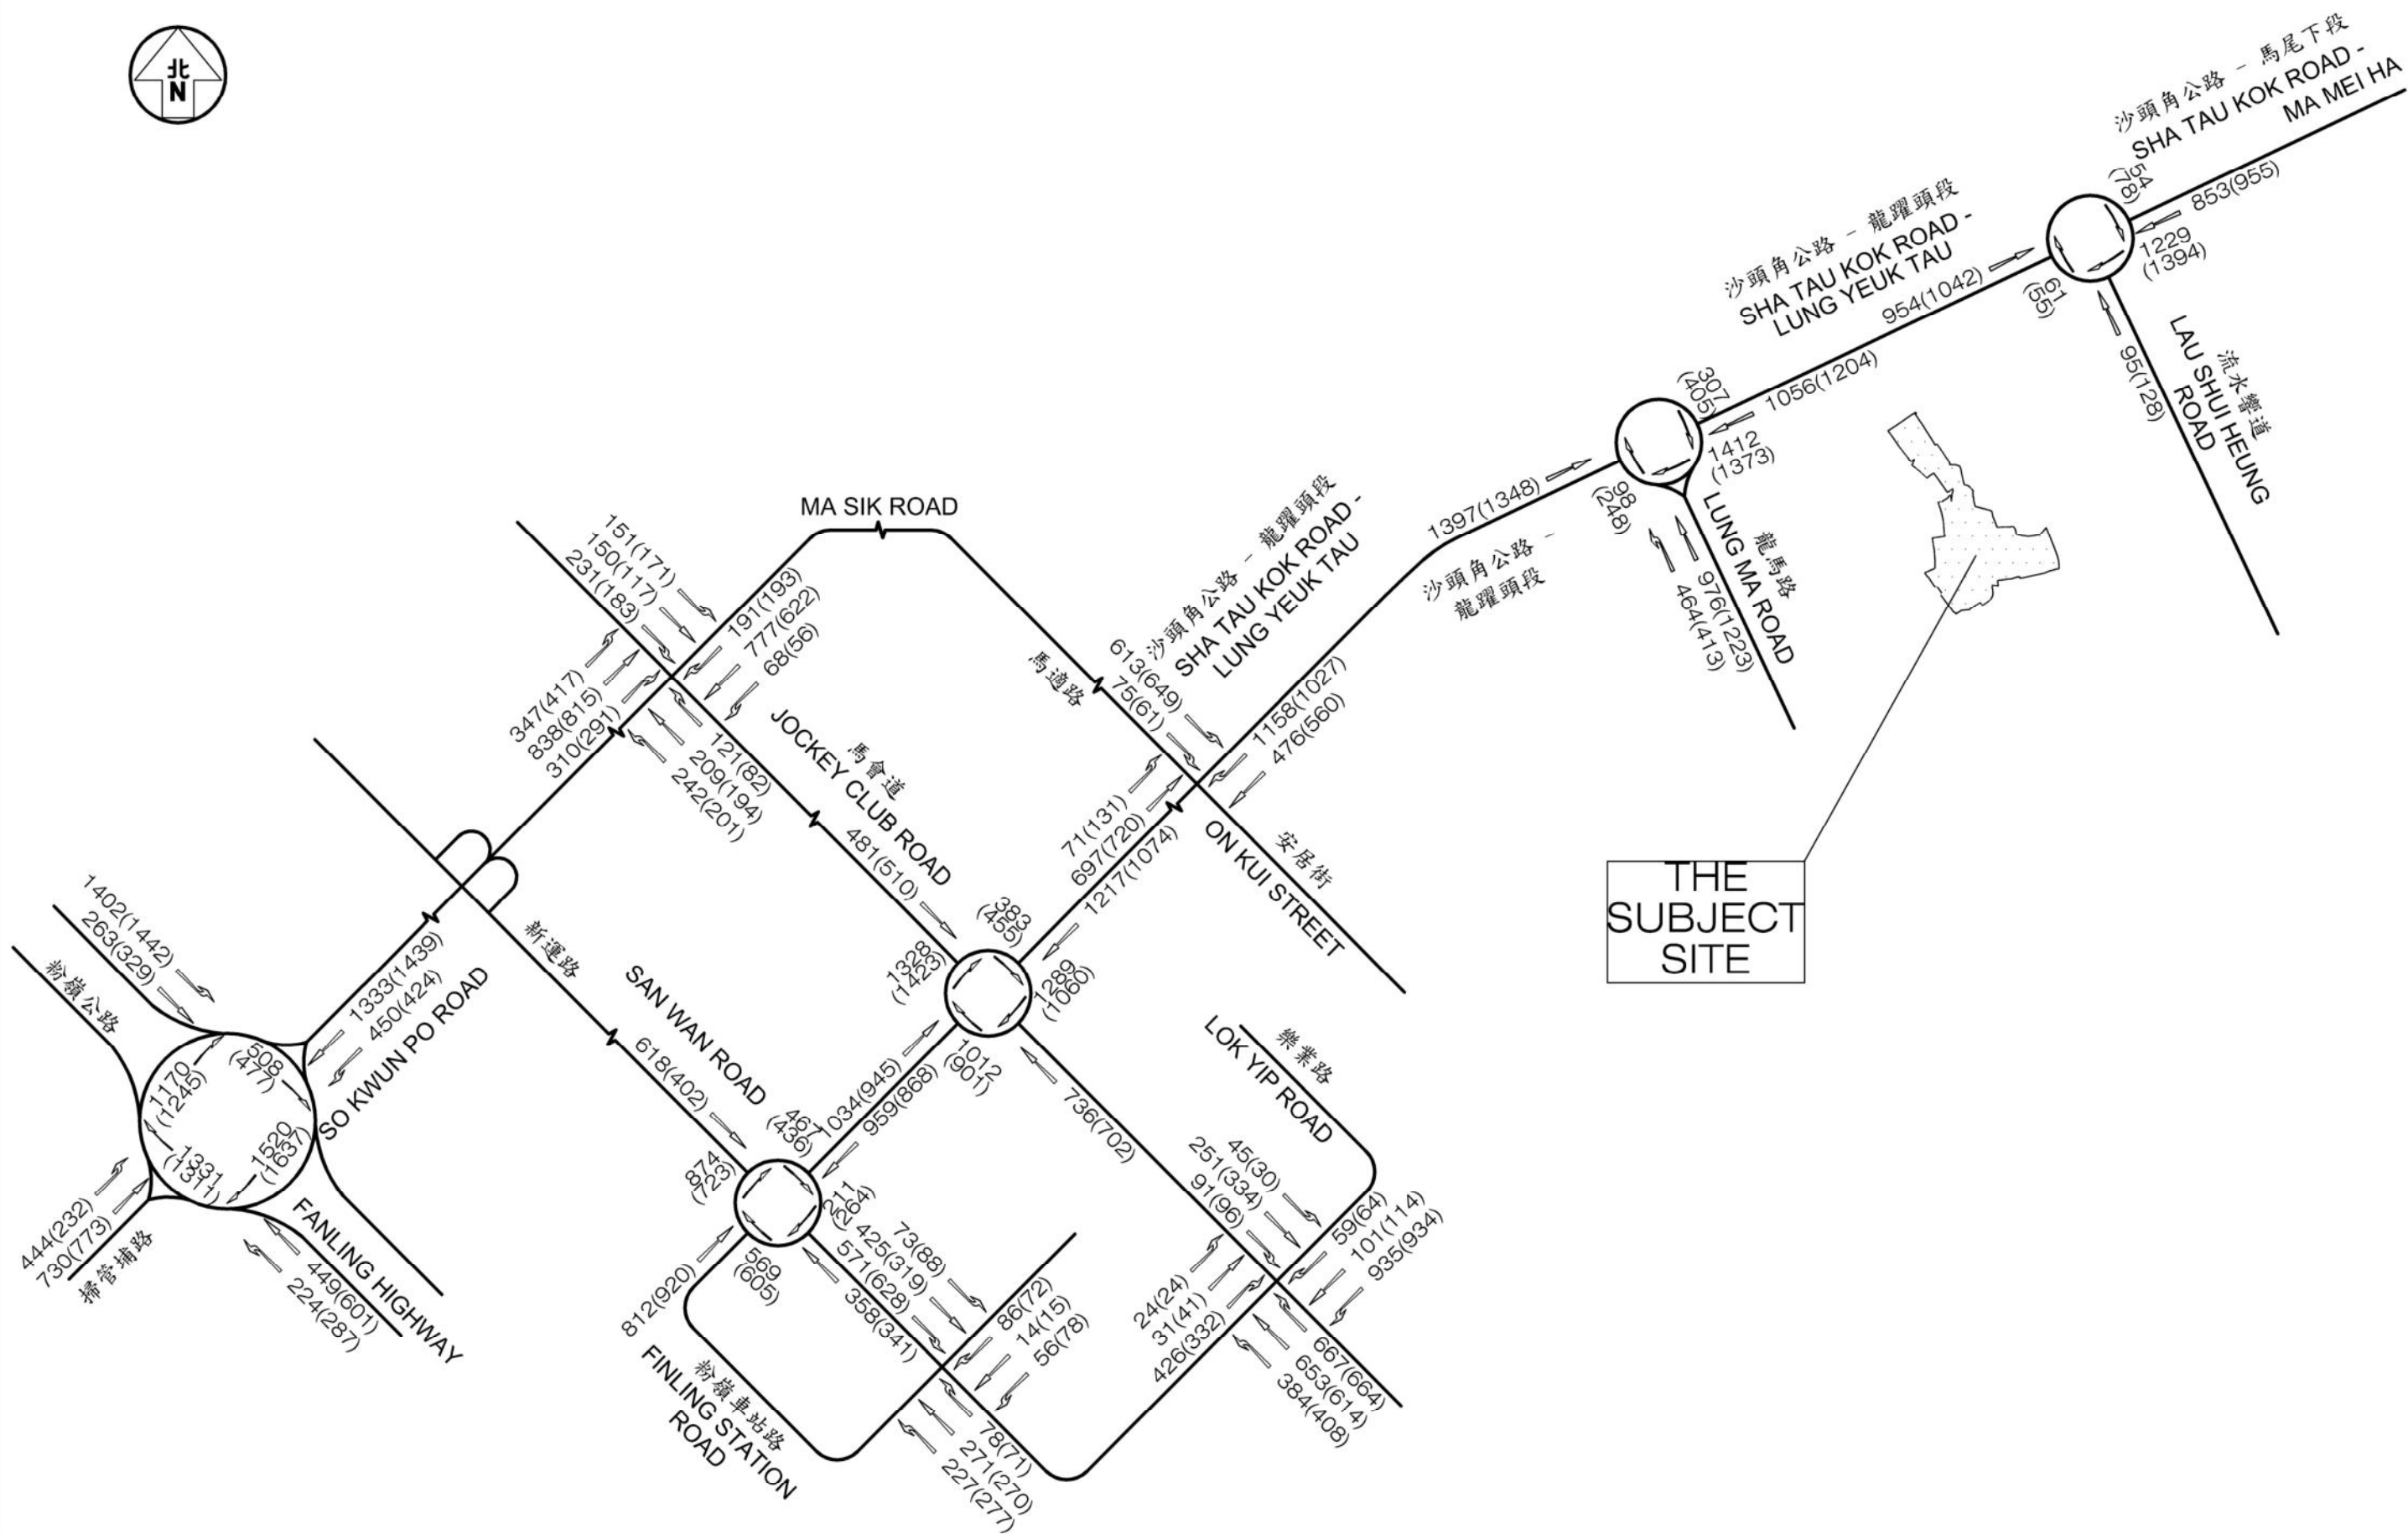 北
N
沙頭角公路 - 馬尾下段
SHA TAU KOK ROAD -
MA MEI HA
54
(78)
853(955)
1229
(1394)
61
(55)
95(128)
流水響道
LAU SHUI HEUNG
ROAD
沙頭角公路 - 龍躍頭段
SHA TAU KOK ROAD -
LUNG YEUK TAU
954(1042)
1056(1204)
307
(405)
1412
(1373)
98
(248)
976(1223)
464(413)
龍馬路
LUNG MA ROAD
1397(1348)
沙頭角公路 -
龍躍頭段
沙頭角公路 - 龍躍頭段
SHA TAU KOK ROAD -
LUNG YEUK TAU
THE
SUBJECT
SITE
MA SIK ROAD
馬適路
151(171)
150(117)
231(183)
191(193)
777(622)
68(56)
347(417)
838(815)
310(291)
121(82)
209(194)
242(201)
馬會道
JOCKEY CLUB ROAD
481(510)
613(649)
75(61)
1158(1027)
476(560)
71(131)
697(720)
1217(1074)
安居街
ON KUI STREET
383
(455)
1328
(1423)
1012
(901)
1034(945)
959(868)
736(702)
新運路
SAN WAN ROAD
618(402)
467
(436)
874
(723)
211
(264)
569
(605)
812(920)
358(341)
粉嶺車站路
FINLING STATION
ROAD
73(88)
425(319)
571(628)
86(72)
14(15)
56(78)
78(71)
271(270)
227(277)
樂業路
LOK YIP ROAD
45(30)
251(334)
91(96)
59(64)
101(114)
935(934)
24(24)
31(41)
426(332)
667(664)
653(614)
384(408)
1402(1442)
263(329)
粉嶺公路
1333(1439)
450(424)
SO KWUN PO ROAD
508
(477)
1170
(1245)
1520
(1637)
1331
(1311)
444(232)
730(773)
掃管埔路
449(601)
224(287)
FANLING HIGHWAY